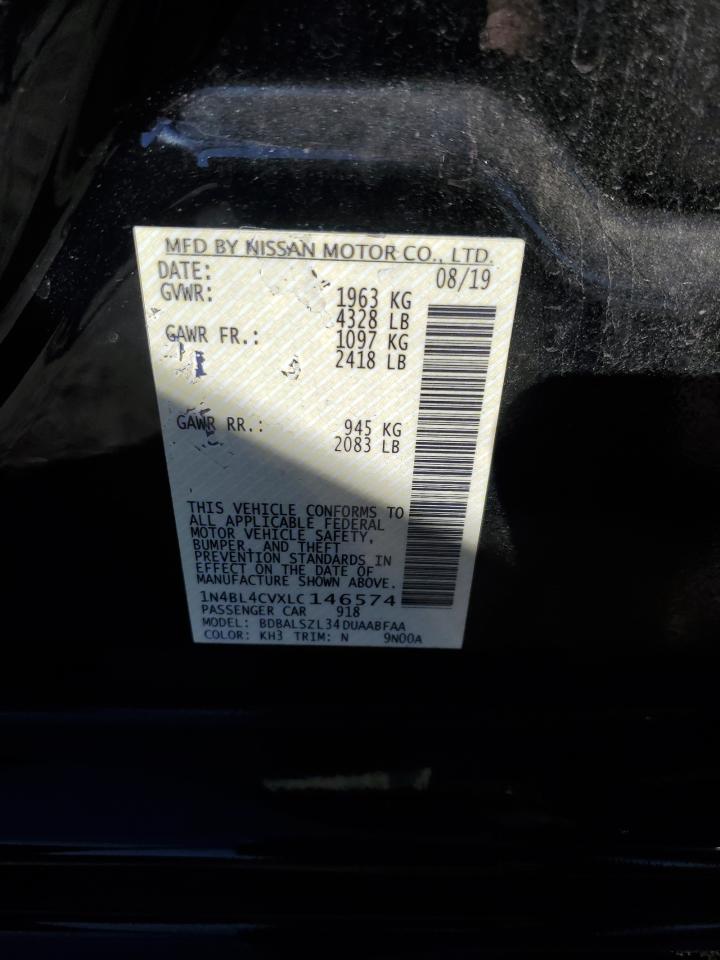 MFD BY NISSAN MOTOR CO., LTD.
DATE: 08/19
GVWR: 1963 KG
4328 LB
GAWR FR.: 1097 KG
2418 LB
GAWR RR.: 945 KG
2083 LB
THIS VEHICLE CONFORMS TO
ALL APPLICABLE FEDERAL
MOTOR VEHICLE SAFETY,
BUMPER, AND THEFT
PREVENTION STANDARDS IN
EFFECT ON THE DATE OF
MANUFACTURE SHOWN ABOVE.
1N4BL4CVXLC146574
PASSENGER CAR 918
MODEL: BDBALSZL34DUAABFAA
COLOR: KH3 TRIM: N 9N00A